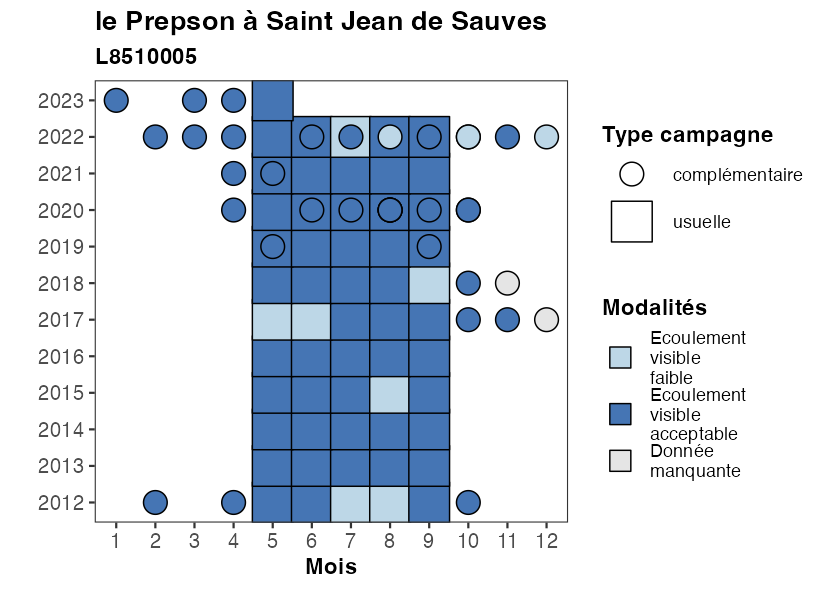 le Prepson à Saint Jean de Sauves
L8510005
2023
2022
2021
2020
2019
2018
2017
2016
2015
2014
2013
2012
1 2 3 4 5 6 7 8 9 10 11 12
Mois
Type campagne
complémentaire
usuelle
Modalités
Ecoulement
visible
faible
Ecoulement
visible
acceptable
Donnée
manquante